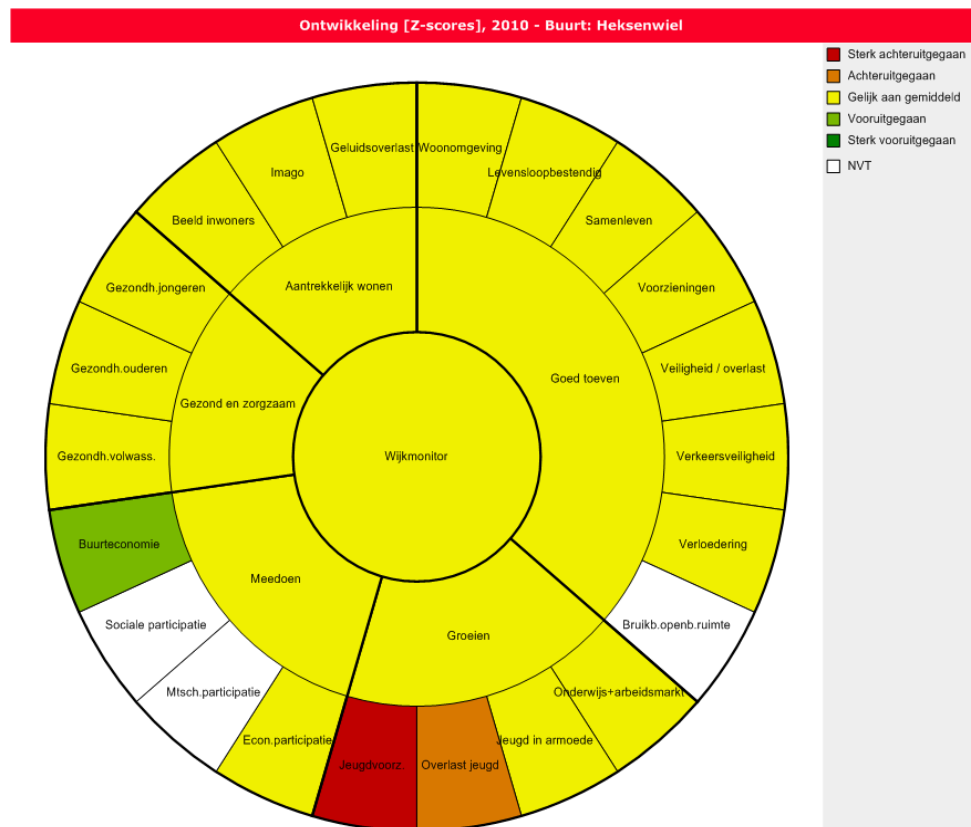 Ontwikkeling [Z-scores], 2010 - Buurt: Heksenwiel
Sterk achteruitgegaan
Achteruitgegaan
Gelijk aan gemiddeld
Vooruitgegaan
Sterk vooruitgegaan
NVT
Geluidsoverlast
Woonomgeving
Imago
Levensloopbestendig
Beeld inwoners
Samenleven
Gezondh.jongeren
Aantrekkelijk wonen
Voorzieningen
Gezondh.ouderen
Goed toeven
Veiligheid / overlast
Gezond en zorgzaam
Gezondh.volwass.
Wijkmonitor
Verkeersveiligheid
Buurteconomie
Meedoen
Verloedering
Sociale participatie
Groeien
Bruikb.openb.ruimte
Mtsch.participatie
Onderwijs+arbeidsmarkt
Econ.participatie
Jeugd in armoede
Jeugdvoorz.
Overlast jeugd